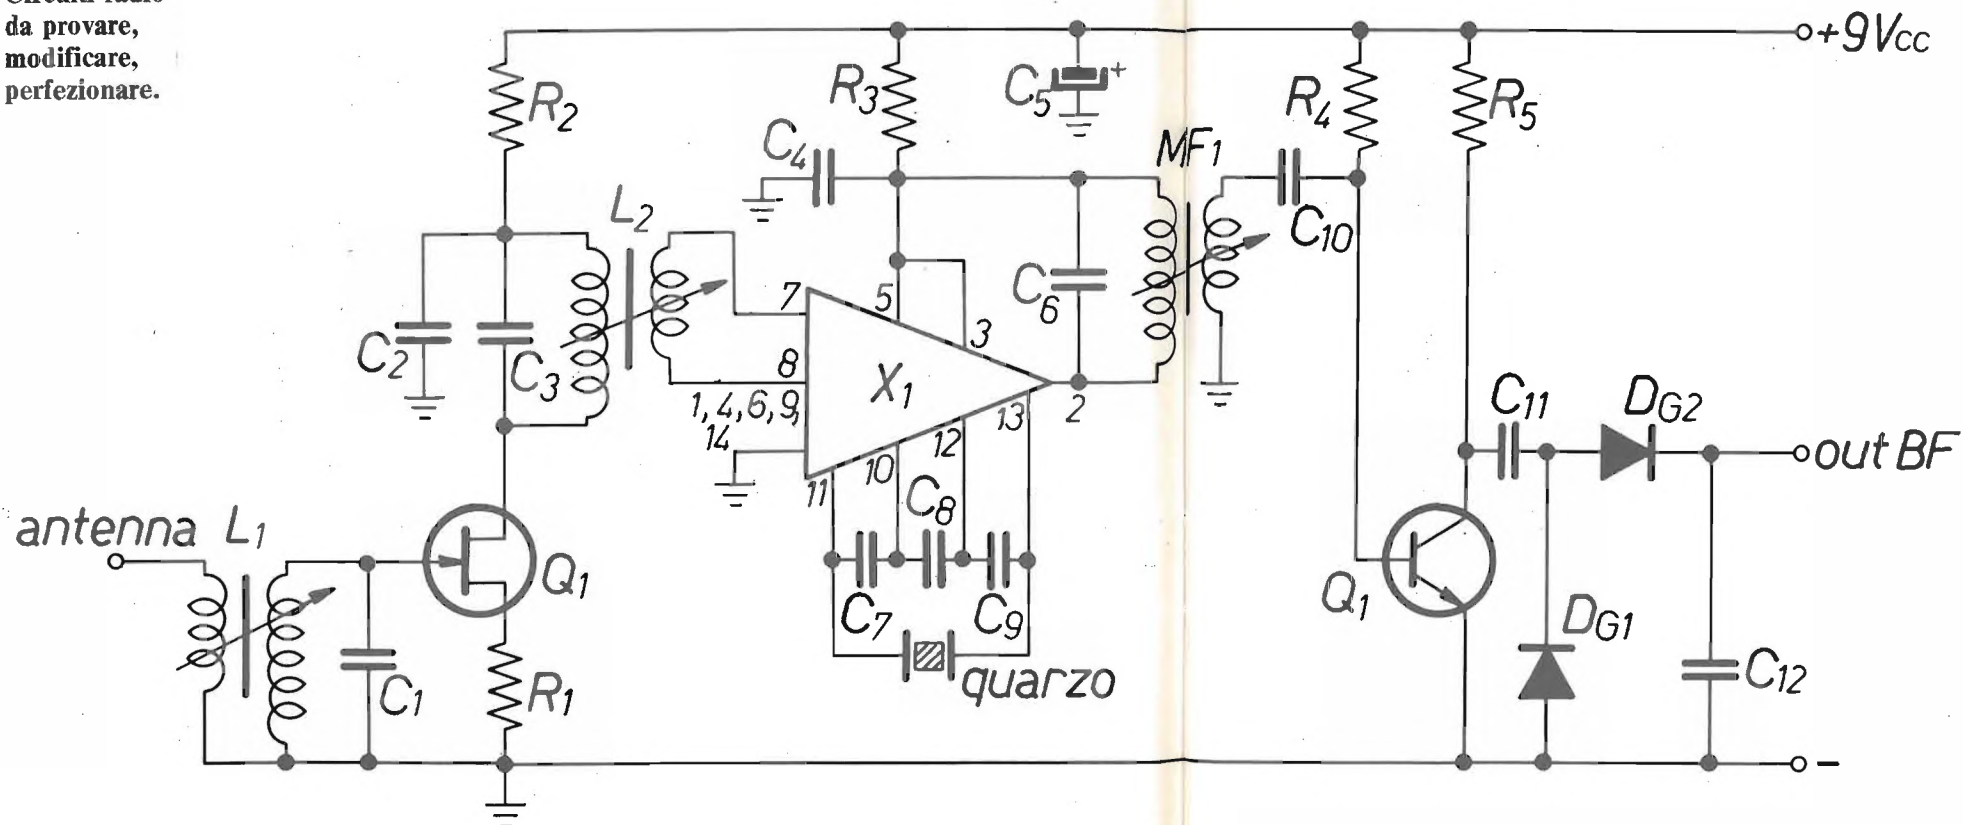 da provare,
modificare,
perfezionare.
+9Vcc
R2
R3
C5
+
R4
R5
C4
MF1
L2
C10
7
5
3
C6
C2
C3
8
X1
1,4,6,9,
14
13
2
12
10
11
C11
DG2
out BF
C8
antenna
L1
Q1
C7
C9
Q1
DG1
C1
R1
quarzo
C12
-